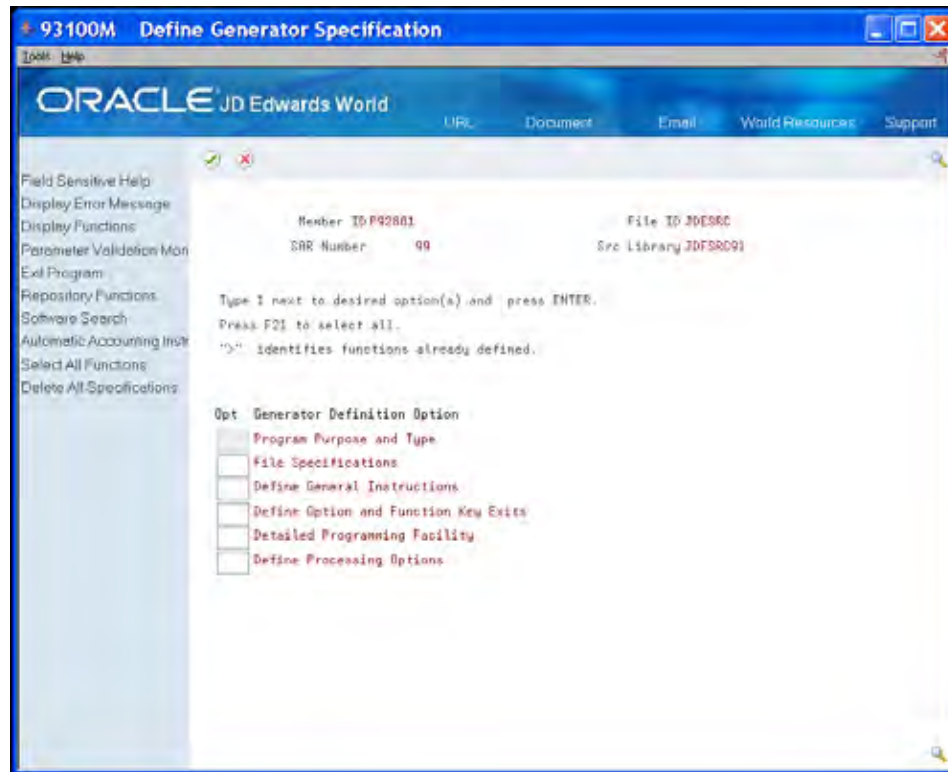 93100M Define Generator Specification
Tools Help
ORACLE JD Edwards World
URL Document Email World Resources Support
Field Sensitive Help
Display Error Message
Display Functions
Parameter Validation Man
Exit Program
Repository Functions
Software Search
Automatic Accounting Instr
Select All Functions
Delete All Specifications
Member ID P92801 File ID JDESRC
SAR Number 99 Src Library JDFSRC91
Type 1 next to desired option(s) and press ENTER.
Press F21 to select all.
">" identifies functions already defined.
Opt Generator Definition Option
Program Purpose and Type
File Specifications
Define General Instructions
Define Option and Function Key Exits
Detailed Programming Facility
Define Processing Options